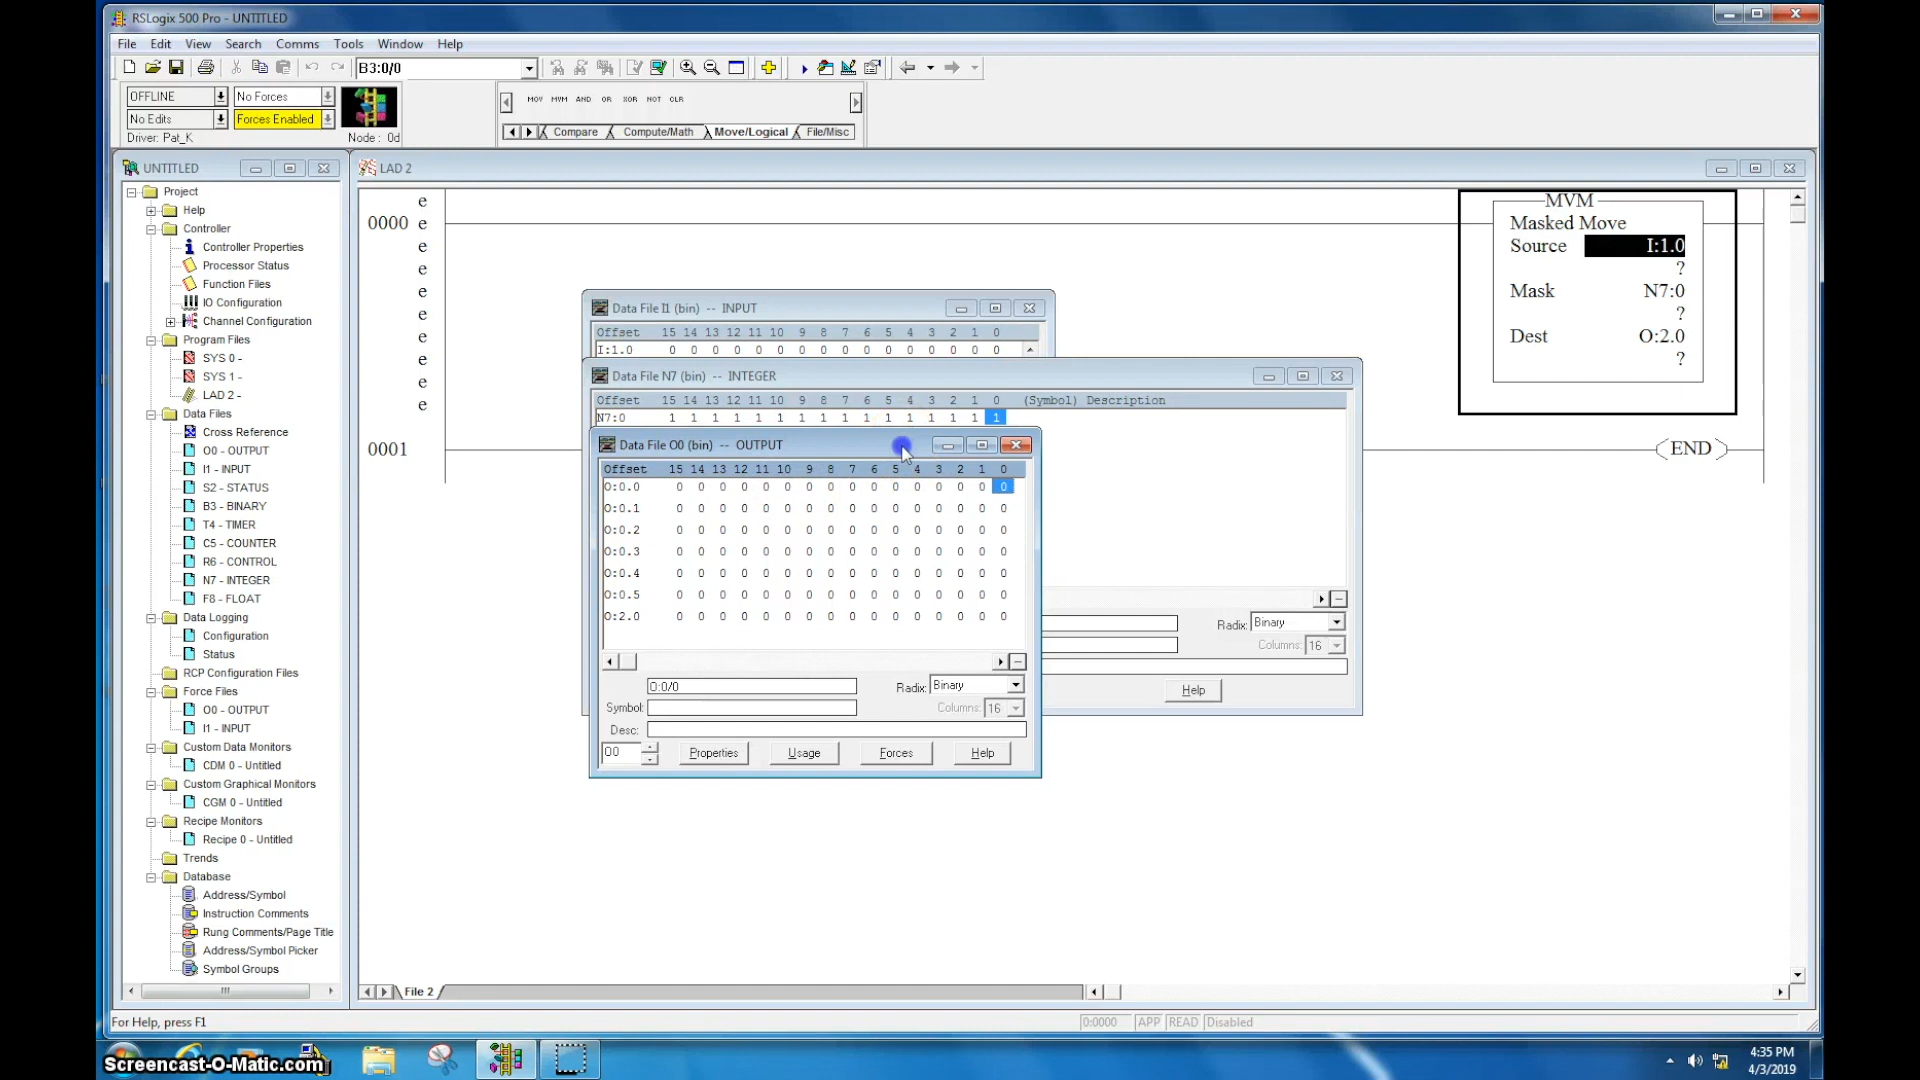 RSLogix 500 Pro - UNTITLED
File Edit View Search Comms Tools Window Help
B3:0/0
OFFLINE No Forces
No Edits Forces Enabled
Driver: Pat_K Node : 0d
MOV MVM AND OR XOR NOT CLR
Compare Compute/Math Move/Logical File/Misc
UNTITLED
Project
Help
Controller
Controller Properties
Processor Status
Function Files
IO Configuration
Channel Configuration
Program Files
SYS 0 -
SYS 1 -
LAD 2 -
Data Files
Cross Reference
O0 - OUTPUT
I1 - INPUT
S2 - STATUS
B3 - BINARY
T4 - TIMER
C5 - COUNTER
R6 - CONTROL
N7 - INTEGER
F8 - FLOAT
Data Logging
Configuration
Status
RCP Configuration Files
Force Files
O0 - OUTPUT
I1 - INPUT
Custom Data Monitors
CDM 0 - Untitled
Custom Graphical Monitors
CGM 0 - Untitled
Recipe Monitors
Recipe 0 - Untitled
Trends
Database
Address/Symbol
Instruction Comments
Rung Comments/Page Title
Address/Symbol Picker
Symbol Groups
LAD 2
e
0000 e
e
e
e
e
e
e
e
e
0001
MVM
Masked Move
Source I:1.0
?
Mask N7:0
?
Dest O:2.0
?
END
Data File I1 (bin) -- INPUT
Offset 15 14 13 12 11 10 9 8 7 6 5 4 3 2 1 0
I:1.0 0 0 0 0 0 0 0 0 0 0 0 0 0 0 0 0
Data File N7 (bin) -- INTEGER
Offset 15 14 13 12 11 10 9 8 7 6 5 4 3 2 1 0 (Symbol) Description
N7:0 1 1 1 1 1 1 1 1 1 1 1 1 1 1 1 1
Radix: Binary
Columns: 16
Help
Data File O0 (bin) -- OUTPUT
Offset 15 14 13 12 11 10 9 8 7 6 5 4 3 2 1 0
O:0.0 0 0 0 0 0 0 0 0 0 0 0 0 0 0 0 0
O:0.1 0 0 0 0 0 0 0 0 0 0 0 0 0 0 0 0
O:0.2 0 0 0 0 0 0 0 0 0 0 0 0 0 0 0 0
O:0.3 0 0 0 0 0 0 0 0 0 0 0 0 0 0 0 0
O:0.4 0 0 0 0 0 0 0 0 0 0 0 0 0 0 0 0
O:0.5 0 0 0 0 0 0 0 0 0 0 0 0 0 0 0 0
O:2.0 0 0 0 0 0 0 0 0 0 0 0 0 0 0 0 0
O:0/0 Radix: Binary
Symbol: Columns: 16
Desc:
O0 Properties Usage Forces Help
File 2
For Help, press F1 0:0000 APP READ Disabled
Screencast-O-Matic.com
4:35 PM
4/3/2019